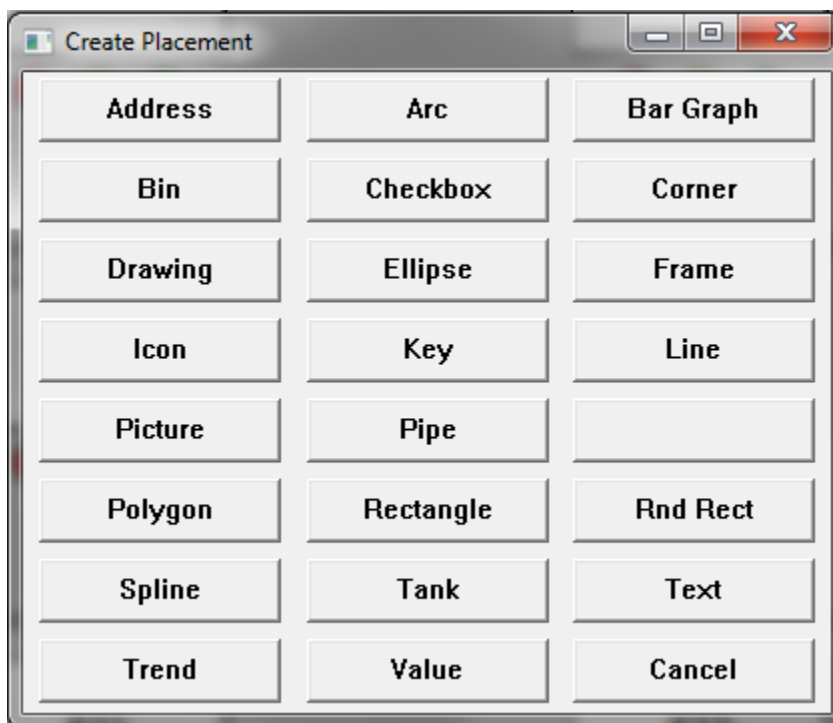 Create Placement
Address Arc Bar Graph
Bin Checkbox Corner
Drawing Ellipse Frame
Icon Key Line
Picture Pipe
Polygon Rectangle Rnd Rect
Spline Tank Text
Trend Value Cancel